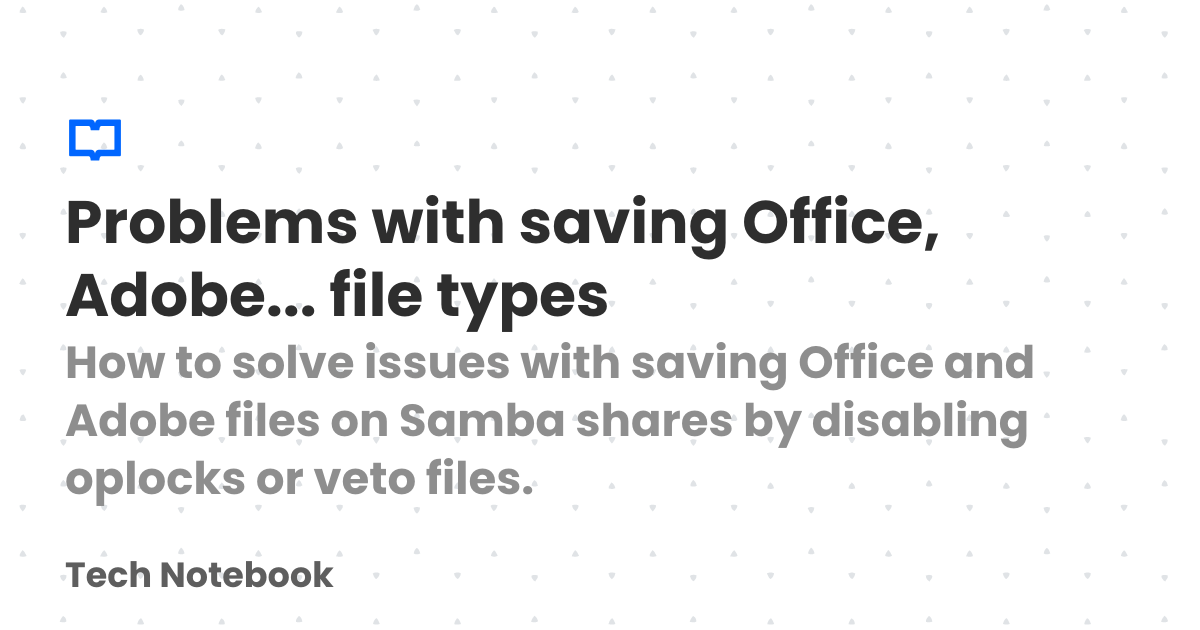 Problems with saving Office,
Adobe... file types
How to solve issues with saving Office and
Adobe files on Samba shares by disabling
oplocks or veto files.
Tech Notebook